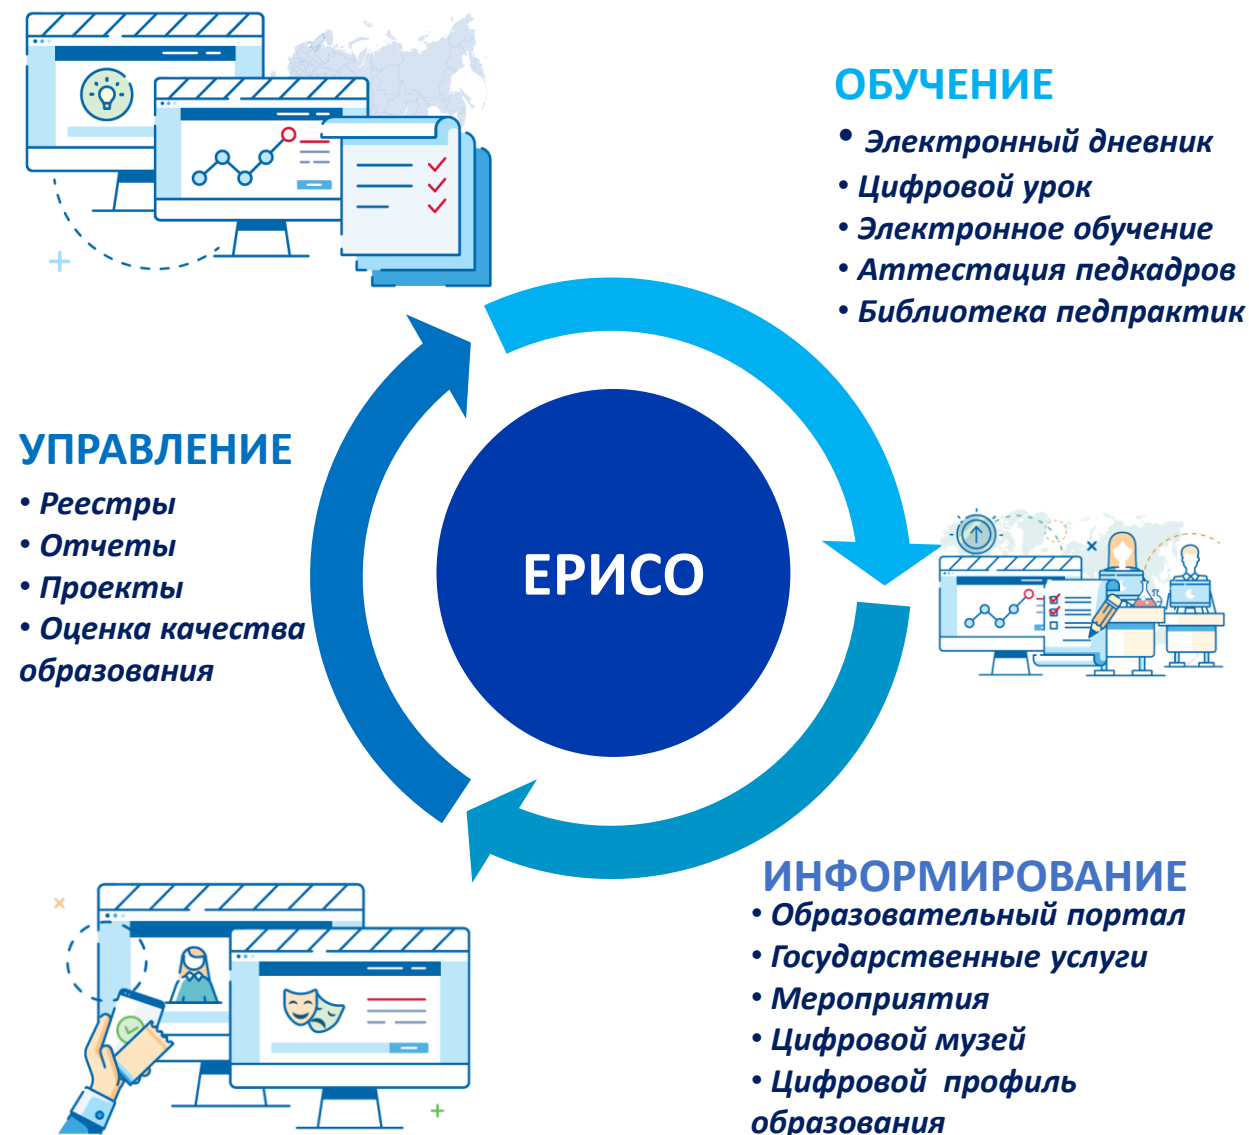 ОБУЧЕНИЕ
• Электронный дневник
• Цифровой урок
• Электронное обучение
• Аттестация педкадров
• Библиотека педпрактик
УПРАВЛЕНИЕ
• Реестры
• Отчеты
• Проекты
• Оценка качества
образования
ЕРИСО
ИНФОРМИРОВАНИЕ
• Образовательный портал
• Государственные услуги
• Мероприятия
• Цифровой музей
• Цифровой профиль
образования